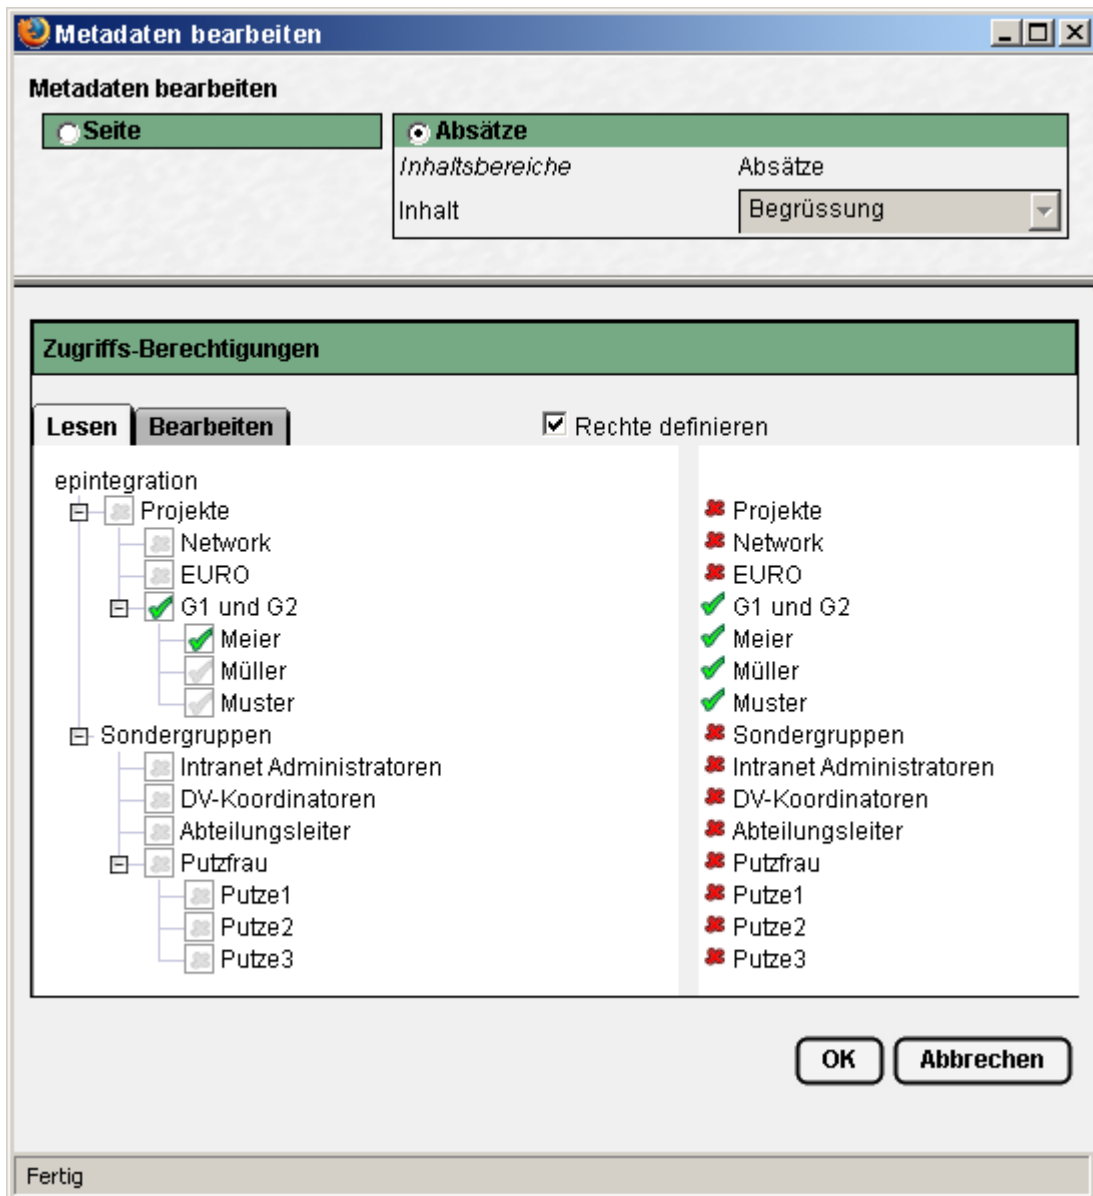 Metadaten bearbeiten
Metadaten bearbeiten
Seite Absätze
Inhaltsbereiche Absätze
Inhalt Begrüssung
Zugriffs-Berechtigungen
Lesen Bearbeiten Rechte definieren
epintegration
Projekte Projekte
Network Network
EURO EURO
G1 und G2 G1 und G2
Meier Meier
Müller Müller
Muster Muster
Sondergruppen Sondergruppen
Intranet Administratoren Intranet Administratoren
DV-Koordinatoren DV-Koordinatoren
Abteilungsleiter Abteilungsleiter
Putzfrau Putzfrau
Putze1 Putze1
Putze2 Putze2
Putze3 Putze3
OK Abbrechen
Fertig